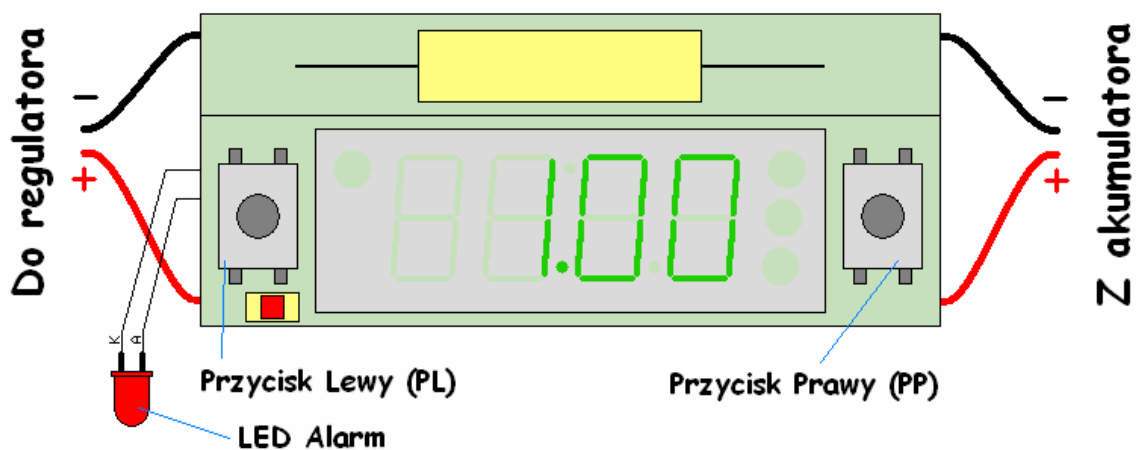 Do regulatora
−
+
K
A
1.00
−
+
Z akumulatora
Przycisk Lewy (PL)
Przycisk Prawy (PP)
LED Alarm